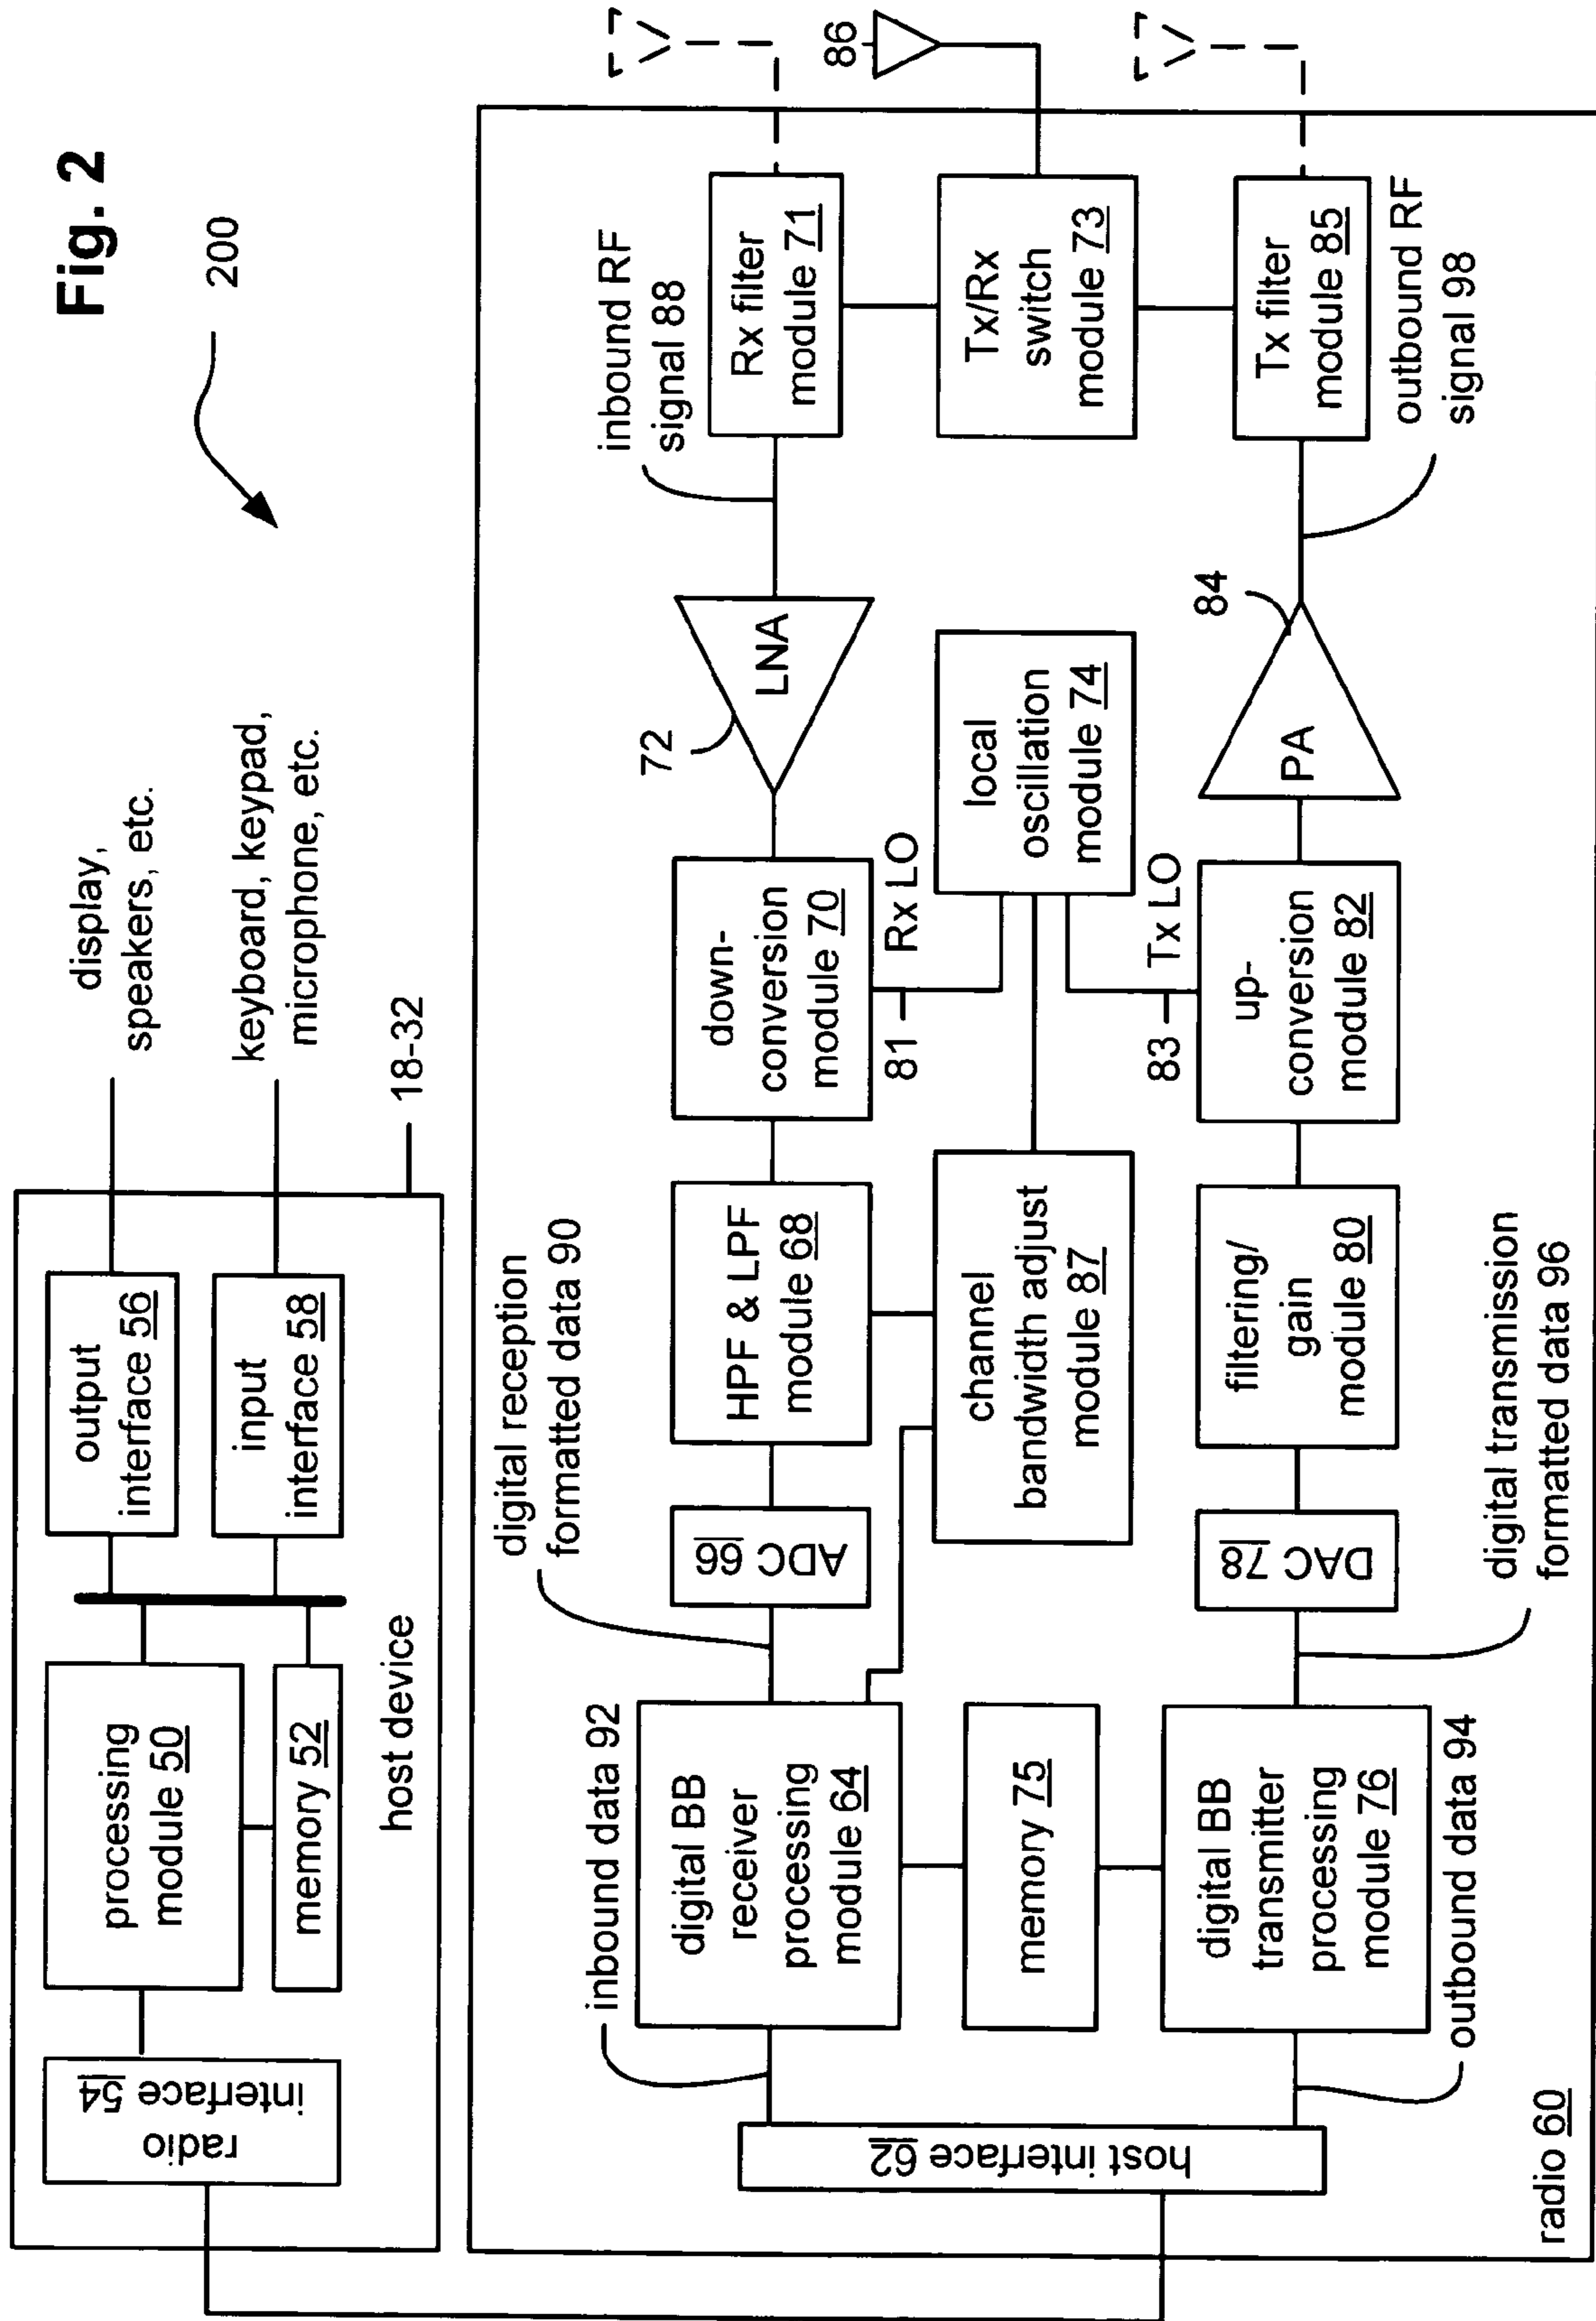 Fig. 2
200
display,
speakers, etc.
keyboard, keypad,
microphone, etc.
18-32
output
interface 56
input
interface 58
processing
module 50
memory 52
radio
interface 54
host device
86
inbound RF
signal 88
Rx filter
module 71
Tx/Rx
switch
module 73
Tx filter
module 85
outbound RF
signal 98
LNA
72
local
oscillation
module 74
84
PA
down-
conversion
module 70
81
Rx LO
83
Tx LO
up-
conversion
module 82
HPF & LPF
module 68
channel
bandwidth adjust
module 87
filtering/
gain
module 80
digital reception
formatted data 90
ADC 66
DAC 78
digital transmission
formatted data 96
inbound data 92
digital BB
receiver
processing
module 64
memory 75
digital BB
transmitter
processing
module 76
outbound data 94
host interface 62
radio 60